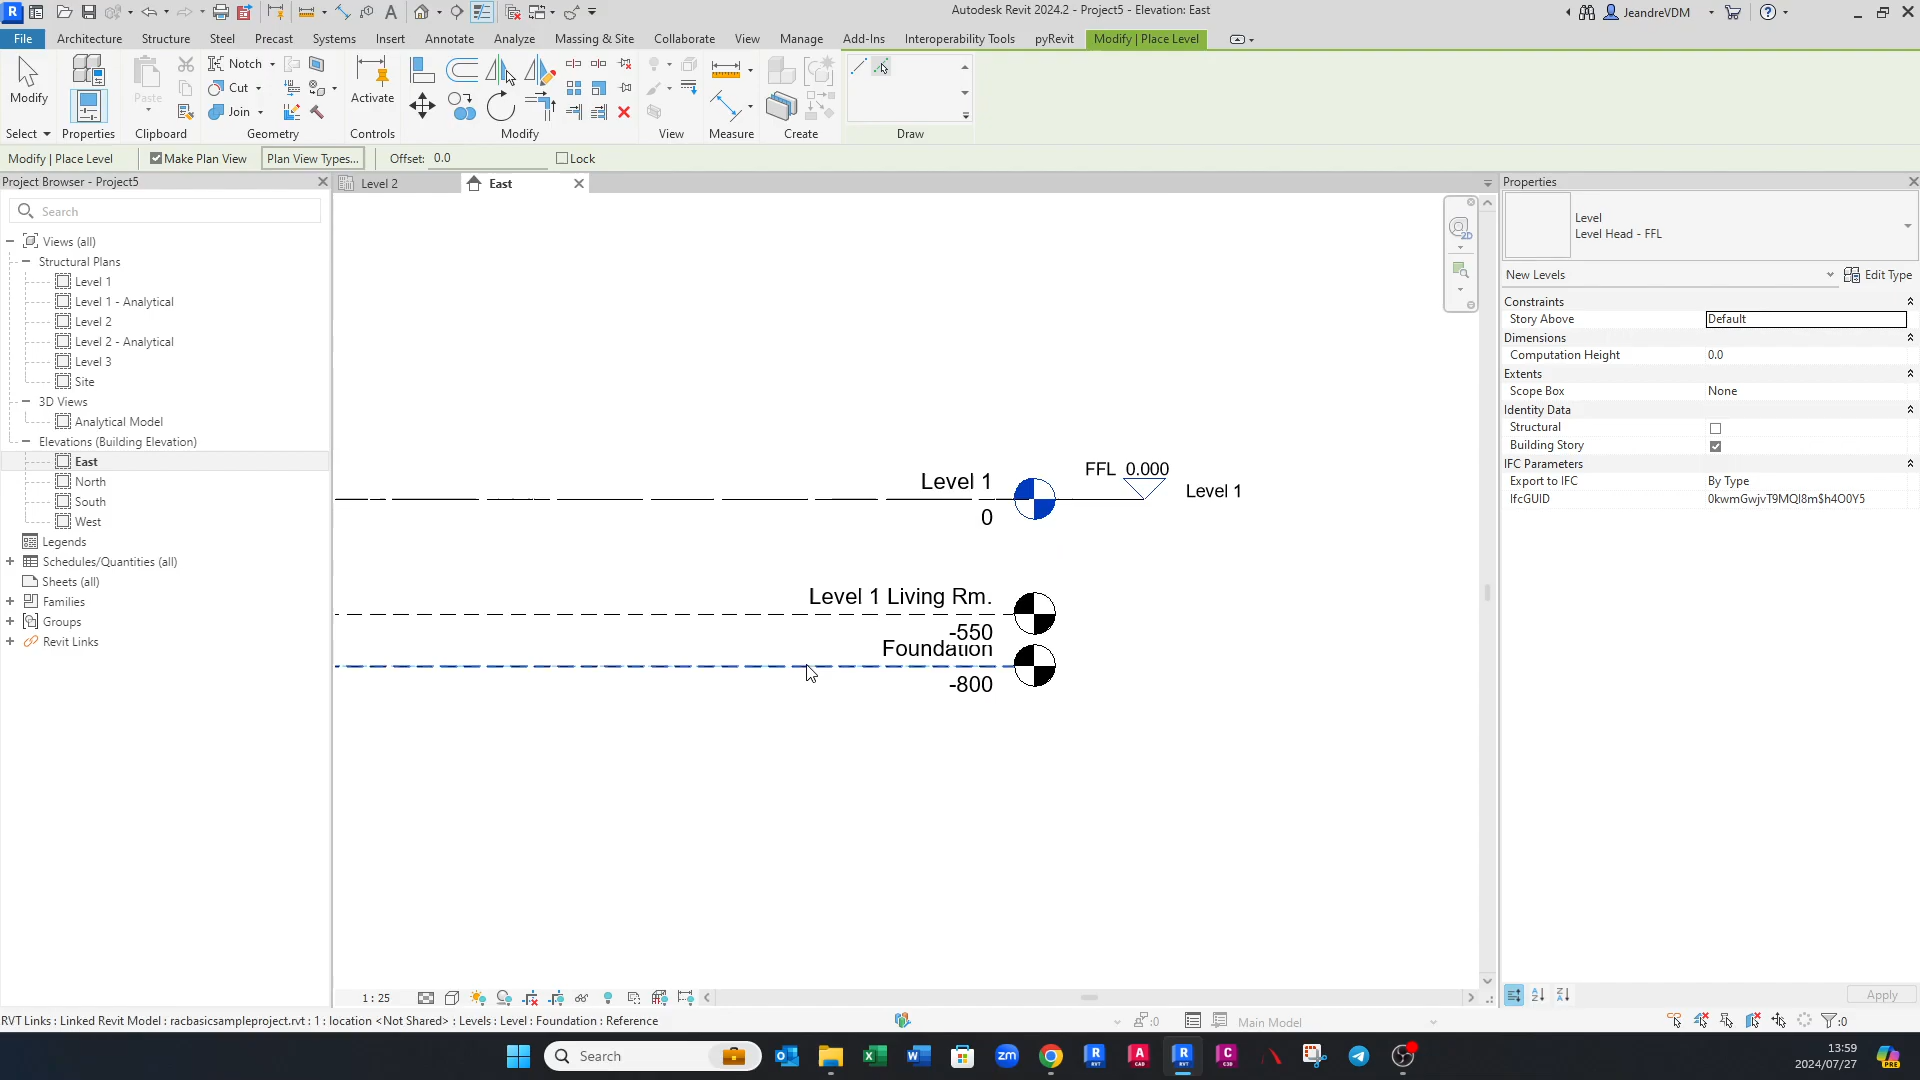 Autodesk Revit 2024.2 - Project5 - Elevation: East
JeandreVDM
File
Architecture
Structure
Steel
Precast
Systems
Insert
Annotate
Analyze
Massing & Site
Collaborate
View
Manage
Add-Ins
Interoperability Tools
pyRevit
Modify | Place Level
Modify
Paste
Notch
Cut
Join
Activate
Select
Properties
Clipboard
Geometry
Controls
Modify
View
Measure
Create
Draw
Modify | Place Level
Make Plan View
Plan View Types...
Offset: 0.0
Lock
Project Browser - Project5
Search
Views (all)
Structural Plans
Level 1
Level 1 - Analytical
Level 2
Level 2 - Analytical
Level 3
Site
3D Views
Analytical Model
Elevations (Building Elevation)
East
North
South
West
Legends
Schedules/Quantities (all)
Sheets (all)
Families
Groups
Revit Links
Level 2
East
2D
Level 1
0
FFL 0.000
Level 1
Level 1 Living Rm.
-550
Foundation
-800
Properties
Level
Level Head - FFL
New Levels
Edit Type
Constraints
Story Above Default
Dimensions
Computation Height 0.0
Extents
Scope Box None
Identity Data
Structural
Building Story
IFC Parameters
Export to IFC By Type
IfcGUID 0kwmGwjvT9MQI8m$h4O0Y5
Apply
1 : 25
RVT Links : Linked Revit Model : racbasicsampleproject.rvt : 1 : location <Not Shared> : Levels : Level : Foundation : Reference
:0
Main Model
:0
Search
13:59
2024/07/27